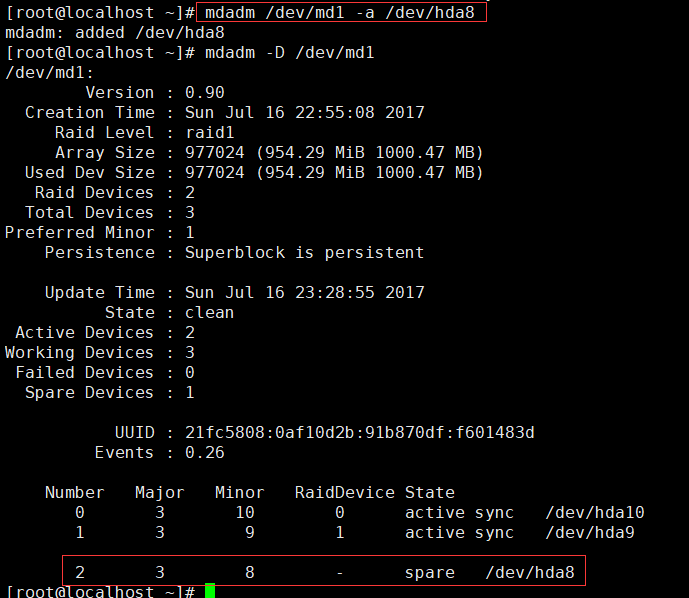 [root@localhost ~]# mdadm /dev/md1 -a /dev/hda8
mdadm: added /dev/hda8
[root@localhost ~]# mdadm -D /dev/md1
/dev/md1:
        Version : 0.90
  Creation Time : Sun Jul 16 22:55:08 2017
     Raid Level : raid1
     Array Size : 977024 (954.29 MiB 1000.47 MB)
  Used Dev Size : 977024 (954.29 MiB 1000.47 MB)
   Raid Devices : 2
  Total Devices : 3
Preferred Minor : 1
    Persistence : Superblock is persistent

    Update Time : Sun Jul 16 23:28:55 2017
          State : clean
 Active Devices : 2
Working Devices : 3
 Failed Devices : 0
  Spare Devices : 1

           UUID : 21fc5808:0af10d2b:91b870df:f601483d
         Events : 0.26

    Number   Major   Minor   RaidDevice State
       0       3       10        0      active sync   /dev/hda10
       1       3        9        1      active sync   /dev/hda9

       2       3        8        -      spare   /dev/hda8
[root@localhost ~]#